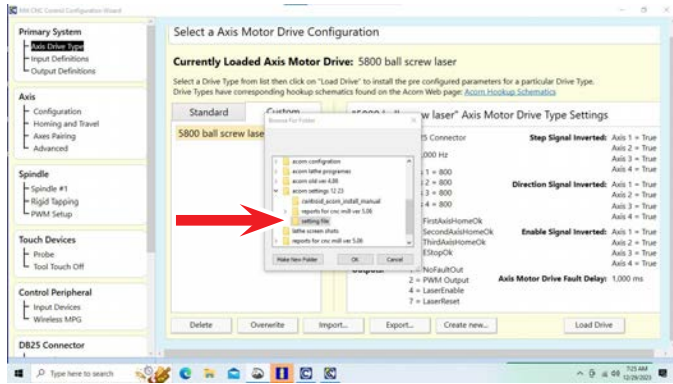 Mill CNC Control Configuration Wizard
Primary System
Axis Drive Type
Input Definitions
Output Definitions
Axis
Configuration
Homing and Travel
Axes Pairing
Advanced
Spindle
Spindle #1
Rigid Tapping
PWM Setup
Touch Devices
Probe
Tool Touch Off
Control Peripheral
Input Devices
Wireless MPG
DB25 Connector
Select a Axis Motor Drive Configuration
Currently Loaded Axis Motor Drive: 5800 ball screw laser
Select a Drive Type from list then click on "Load Drive" to install the pre configured parameters for a particular Drive Type.
Drive Types have corresponding hookup schematics found on the Acorn Web page: Acorn Hookup Schematics
Standard
Custom
5800 ball screw lase
w laser" Axis Motor Drive Type Settings
Browse For Folder
acorn configration
acorn lathe programes
acorn old ver 4.88
acorn settings 12 23
centroid_acorn_install_manual
reports for cnc mill ver 5.06
setting file
lathe screen shots
reports for cnc mill ver 5.06
Make New Folder
OK
Cancel
25 Connector
,000 Hz
1 = 800
2 = 800
3 = 800
4 = 800
FirstAxisHomeOk
SecondAxisHomeOk
ThirdAxisHomeOk
EStopOk
NoFaultOut
2 = PWM Output
4 = LaserEnable
7 = LaserReset
Step Signal Inverted: Axis 1 = True
Axis 2 = True
Axis 3 = True
Axis 4 = True
Direction Signal Inverted: Axis 1 = True
Axis 2 = True
Axis 3 = True
Axis 4 = True
Enable Signal Inverted: Axis 1 = True
Axis 2 = True
Axis 3 = True
Axis 4 = True
Axis Motor Drive Fault Delay: 1,000 ms
Delete
Overwrite
Import...
Export...
Create new...
Load Drive
Type here to search
7:25 AM
12/29/2023